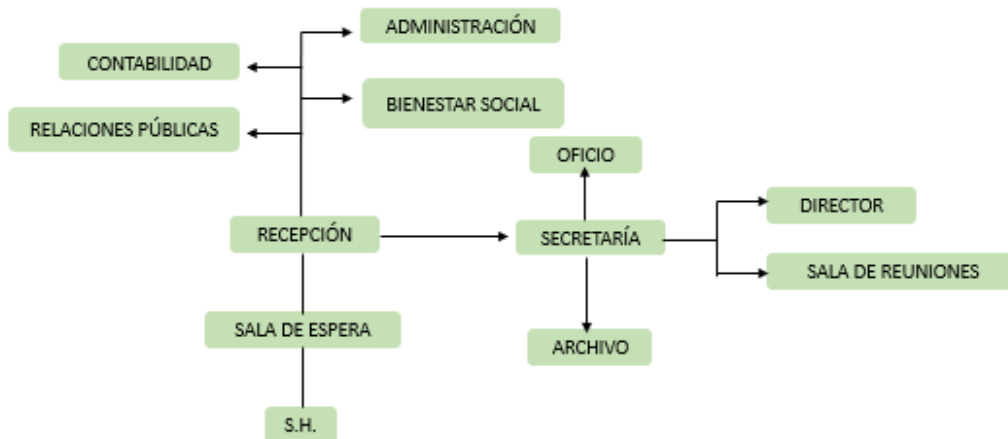 ADMINISTRACIÓN
CONTABILIDAD
BIENESTAR SOCIAL
RELACIONES PÚBLICAS
OFICIO
DIRECTOR
RECEPCIÓN
SECRETARÍA
SALA DE REUNIONES
SALA DE ESPERA
ARCHIVO
S.H.